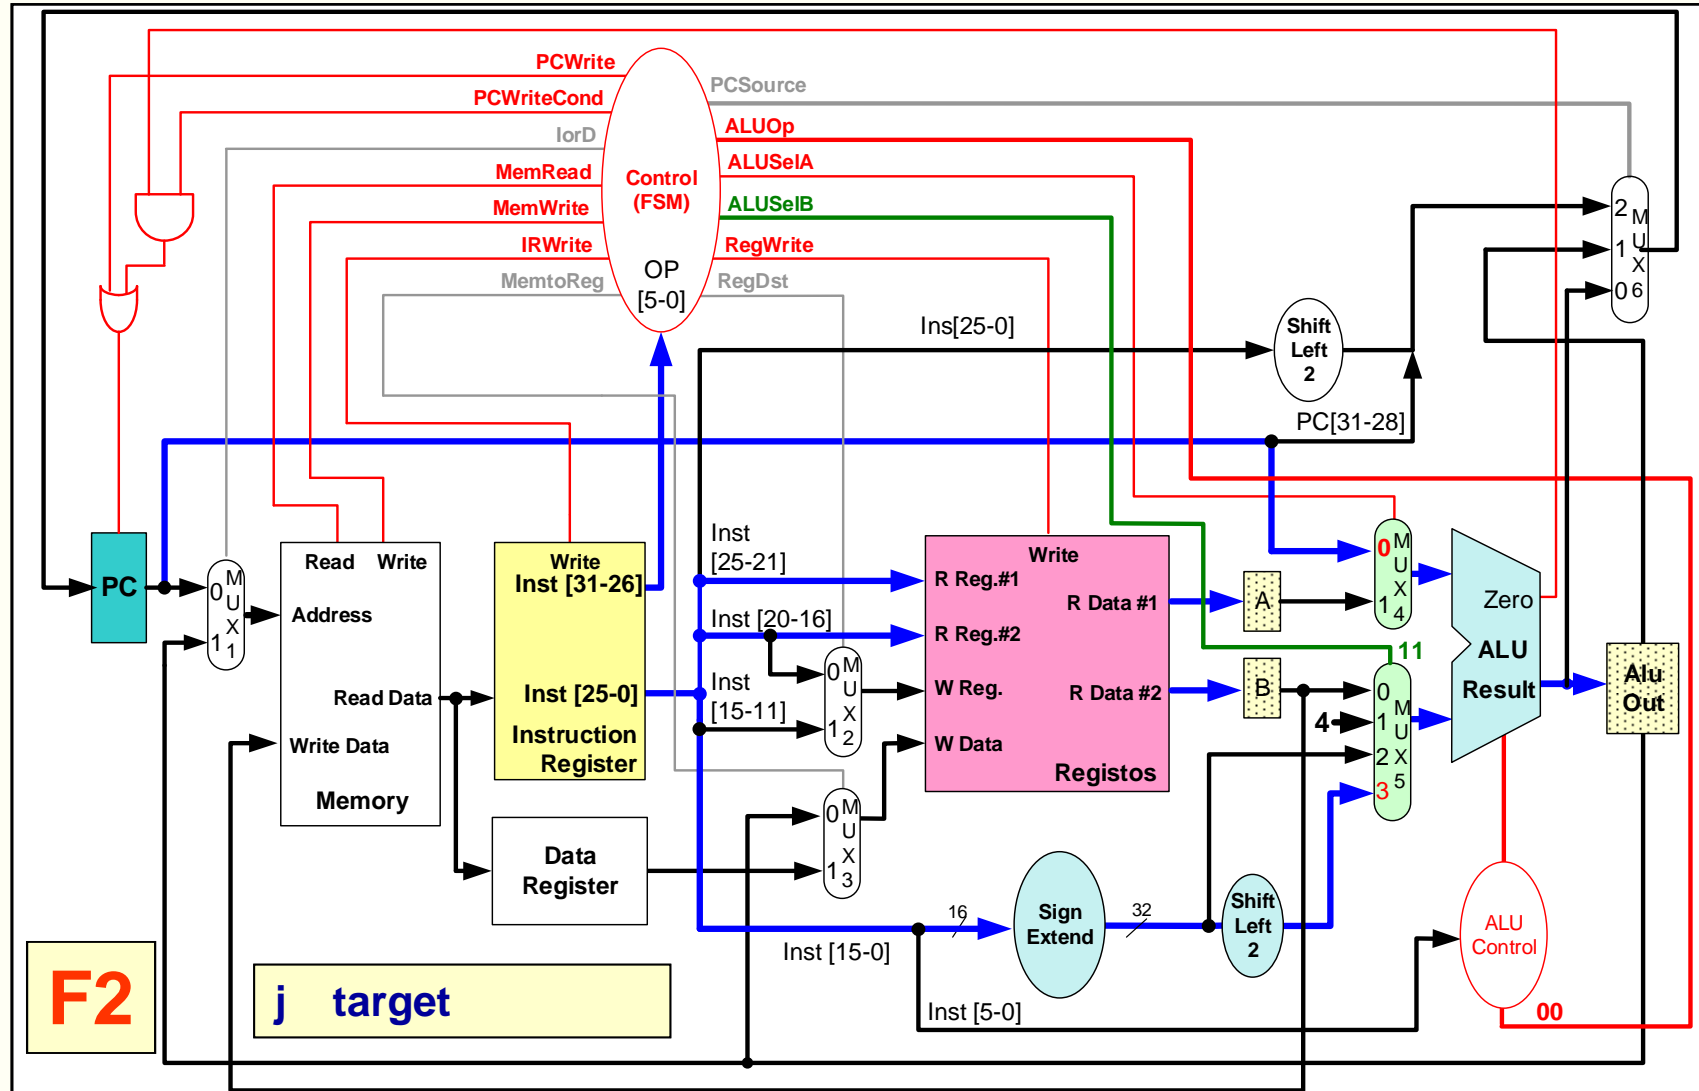 PCWrite
PCWriteCond
IorD
MemRead
MemWrite
IRWrite
MemtoReg
Control
(FSM)
OP
[5-0]
PCSource
ALUOp
ALUSelA
ALUSelB
RegWrite
RegDst
Ins[25-0]
Shift
Left
2
PC[31-28]
2
1
0
M
U
X
6
PC
0
1
M
U
X
1
Read Write
Address
Read Data
Write Data
Memory
Write
Inst [31-26]
Inst [25-0]
Instruction
Register
Data
Register
Inst
[25-21]
Inst [20-16]
Inst
[15-11]
0
1
M
U
X
2
0
1
M
U
X
3
Write
R Reg.#1
R Data #1
R Reg.#2
R Data #2
W Reg.
W Data
Registos
A
B
4
0
1
M
U
X
4
11
0
1
2
3
M
U
X
5
Zero
ALU
Result
Alu
Out
16
Sign
Extend
32
Shift
Left
2
ALU
Control
00
Inst [15-0]
Inst [5-0]
F2
j target